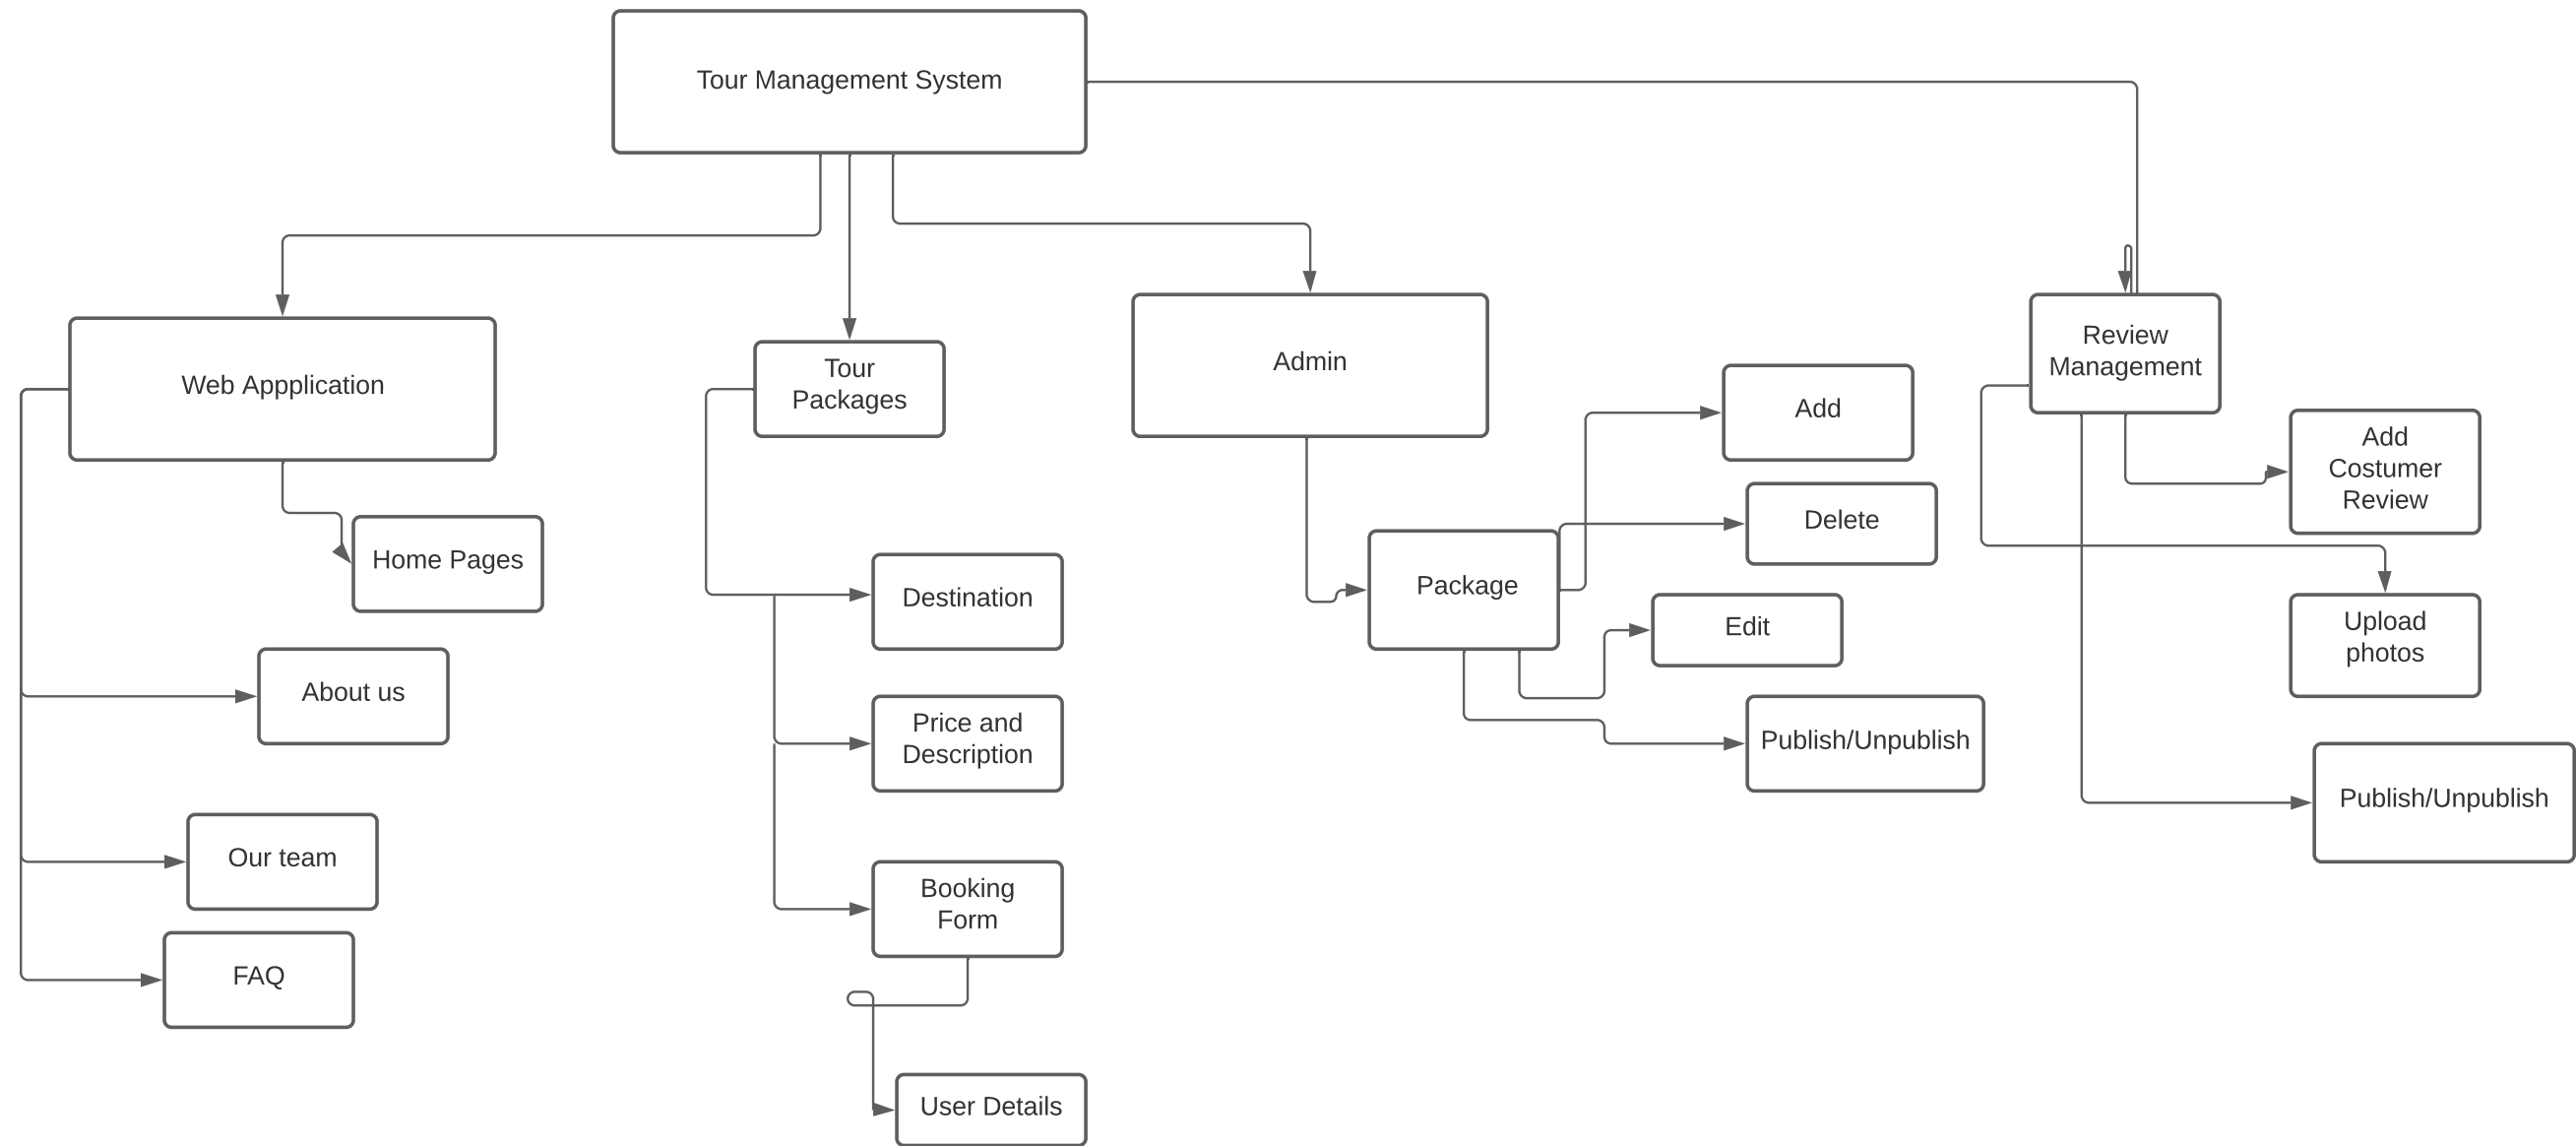 Tour Management System
Web Appplication
Home Pages
About us
Our team
FAQ
Tour
Packages
Destination
Price and
Description
Booking
Form
User Details
Admin
Package
Add
Delete
Edit
Publish/Unpublish
Review
Management
Add
Costumer
Review
Upload
photos
Publish/Unpublish